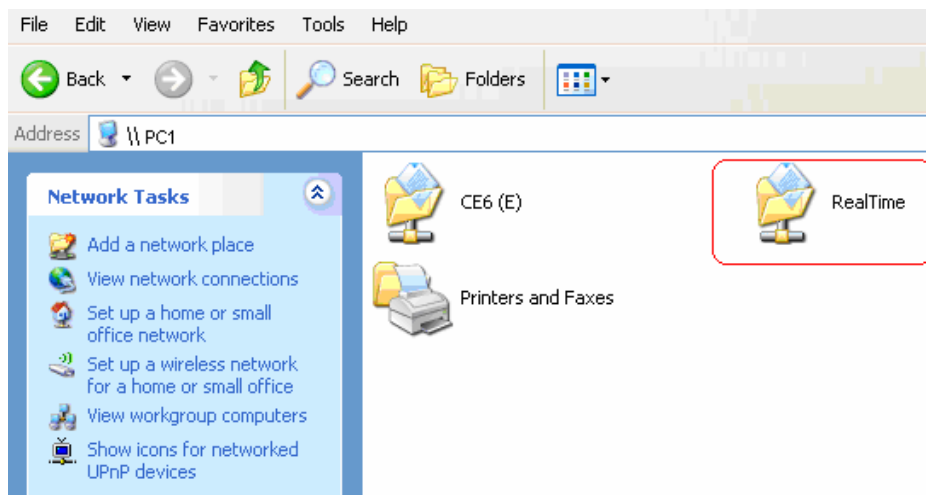 File Edit View Favorites Tools Help
Back Search Folders
Address \\ PC1
Network Tasks
Add a network place
View network connections
Set up a home or small
office network
Set up a wireless network
for a home or small office
View workgroup computers
Show icons for networked
UPnP devices
CE6 (E)
RealTime
Printers and Faxes